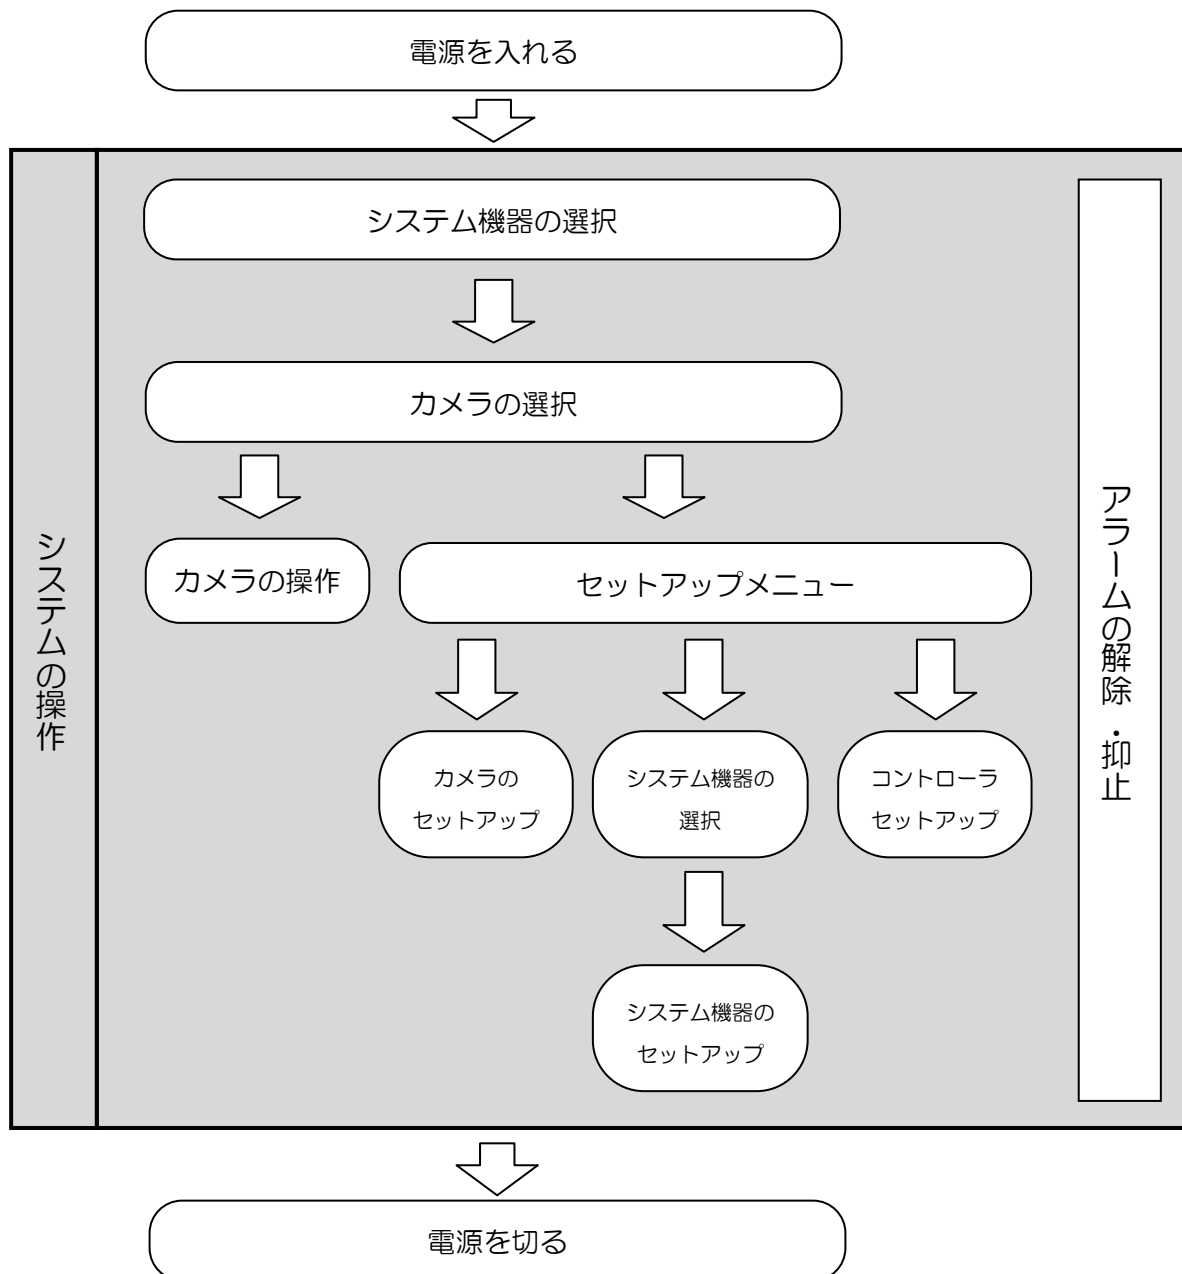 電源を入れる
システムの操作
システム機器の選択
カメラの選択
カメラの操作
セットアップメニュー
カメラの
セットアップ
システム機器の
選択
コントローラ
セットアップ
システム機器の
セットアップ
アラームの解除・抑止
電源を切る